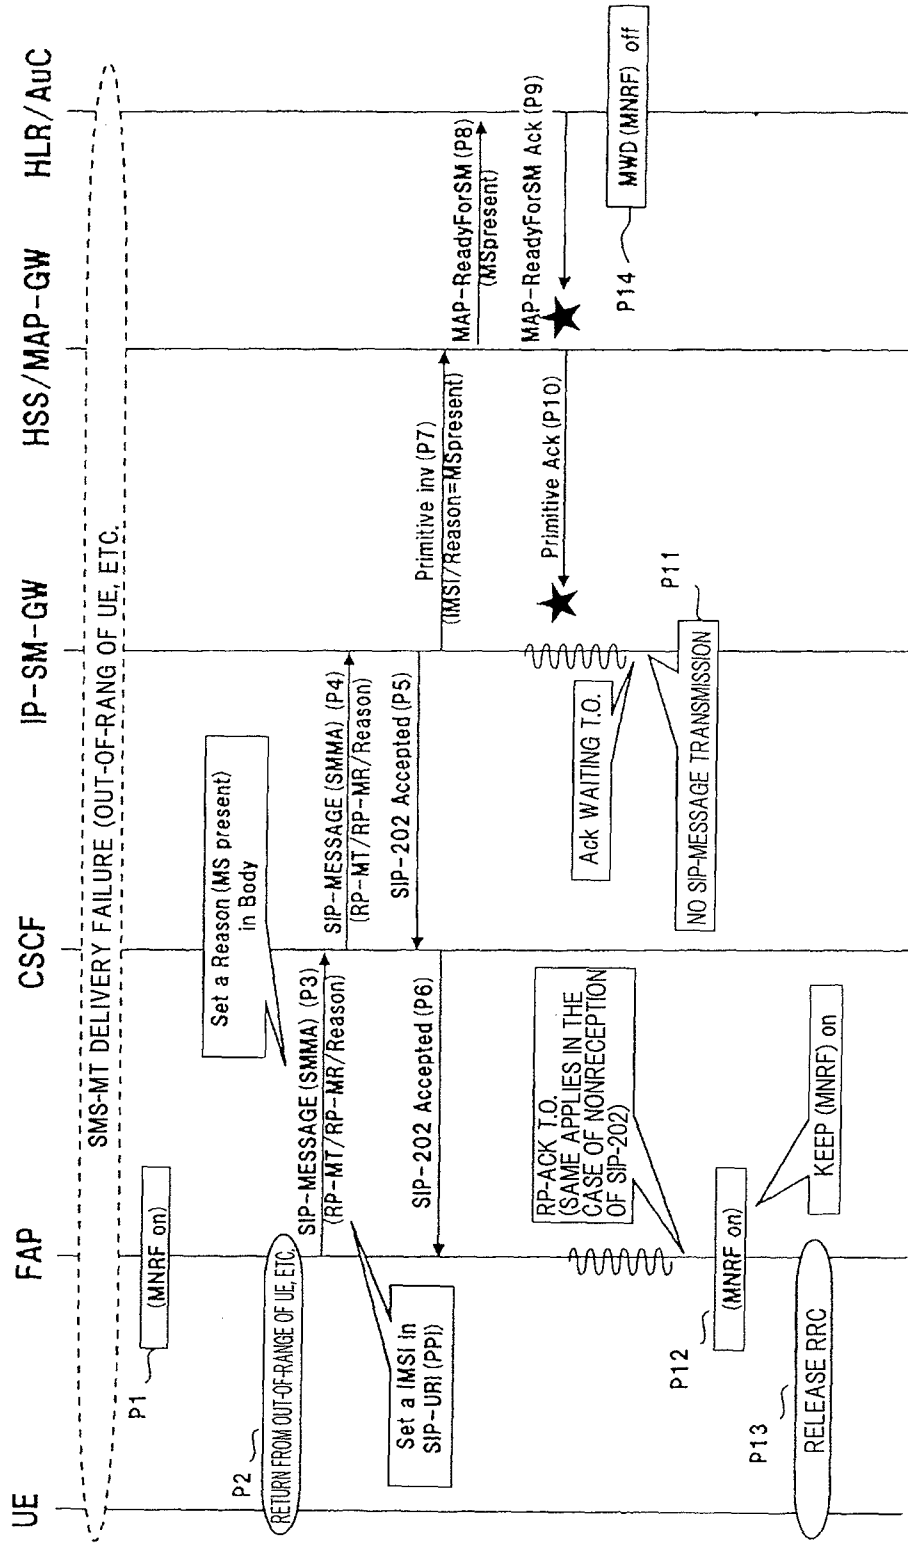 UE
FAP
CSCF
IP-SM-GW
HSS/MAP-GW
HLR/AuC
SMS-MT DELIVERY FAILURE (OUT-OF-RANG OF UE, ETC.
P1
(MNRF on)
P2
RETURN FROM OUT-OF-RANGE OF UE, ETC.
Set a Reason (MS present)
in Body
SIP-MESSAGE (SMMA) (P3)
(RP-MT/RP-MR/Reason)
Set a IMSI in
SIP-URI (PPI)
SIP-MESSAGE (SMMA) (P4)
(RP-MT/RP-MR/Reason)
SIP-202 Accepted (P5)
SIP-202 Accepted (P6)
Primitive inv (P7)
(IMSI/Reason=MSpresent)
MAP-ReadyForSM (P8)
(MSpresent)
MAP-ReadyForSM Ack (P9)
Primitive Ack (P10)
MWD (MNRF) off
P14
Ack WAITING T.O.
P11
NO SIP-MESSAGE TRANSMISSION
RP-ACK T.O.
(SAME APPLIES IN THE
CASE OF NONRECEPTION
OF SIP-202)
P12
(MNRF on)
KEEP (MNRF) on
P13
RELEASE RRC